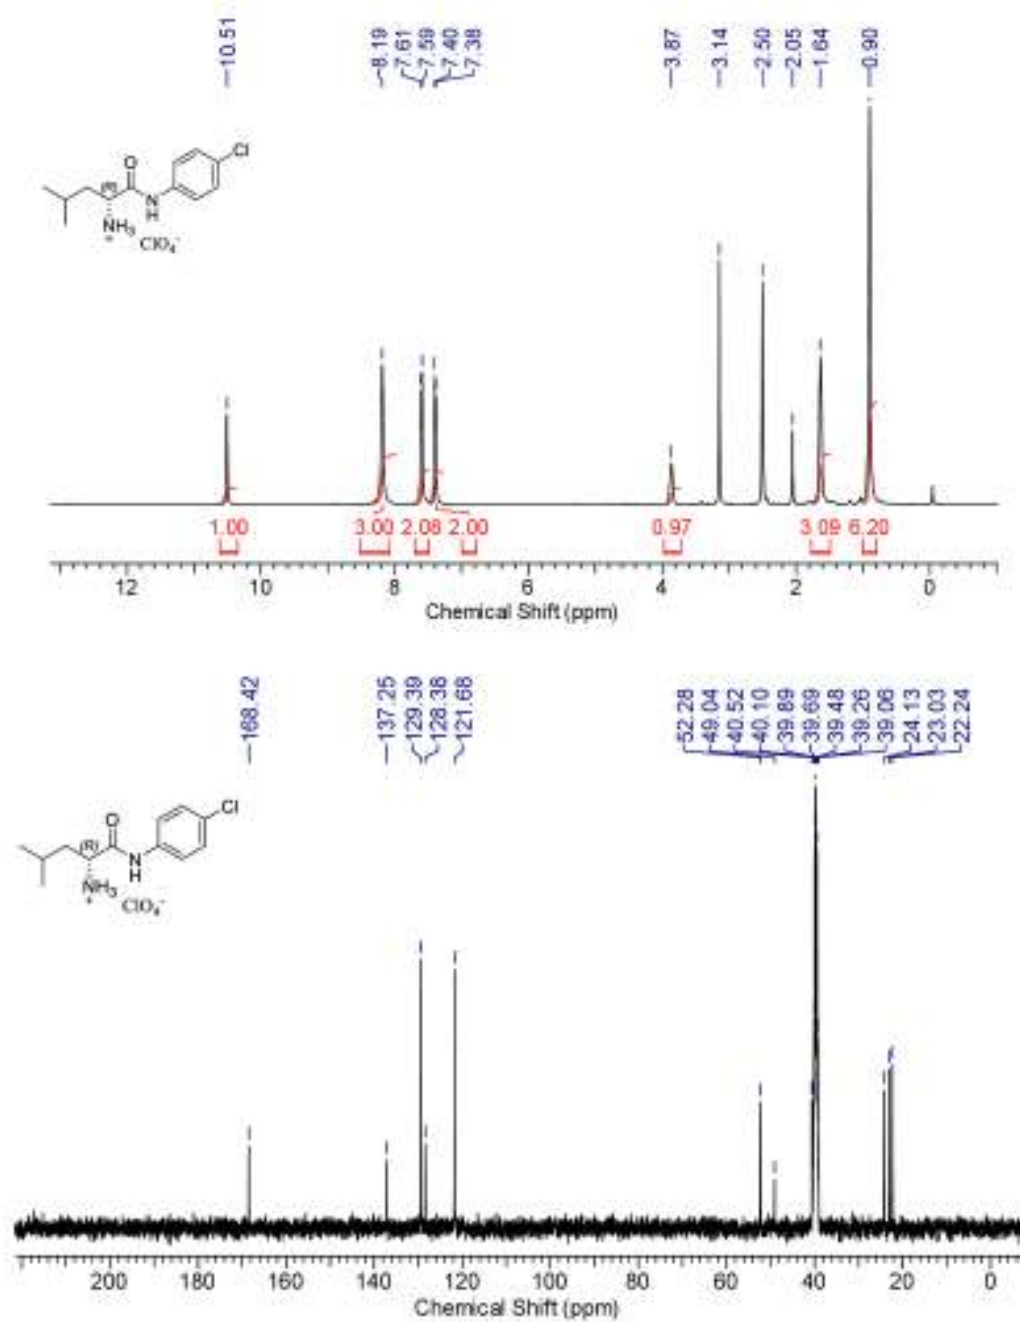 10.51
8.19
7.61
7.59
7.40
7.38
3.87
3.14
2.50
2.05
1.64
0.90
Cl
O
(R)
N
H
NH3
+
ClO4-
1.00 3.00 2.08 2.00 0.97 3.09 6.20
12 10 8 6 4 2 0
Chemical Shift (ppm)
168.42
137.25
129.39
128.38
121.68
52.28
49.04
40.52
40.10
39.89
39.69
39.48
39.26
39.06
24.13
23.03
22.24
Cl
O
(R)
N
H
NH3
+
ClO4-
200 180 160 140 120 100 80 60 40 20 0
Chemical Shift (ppm)